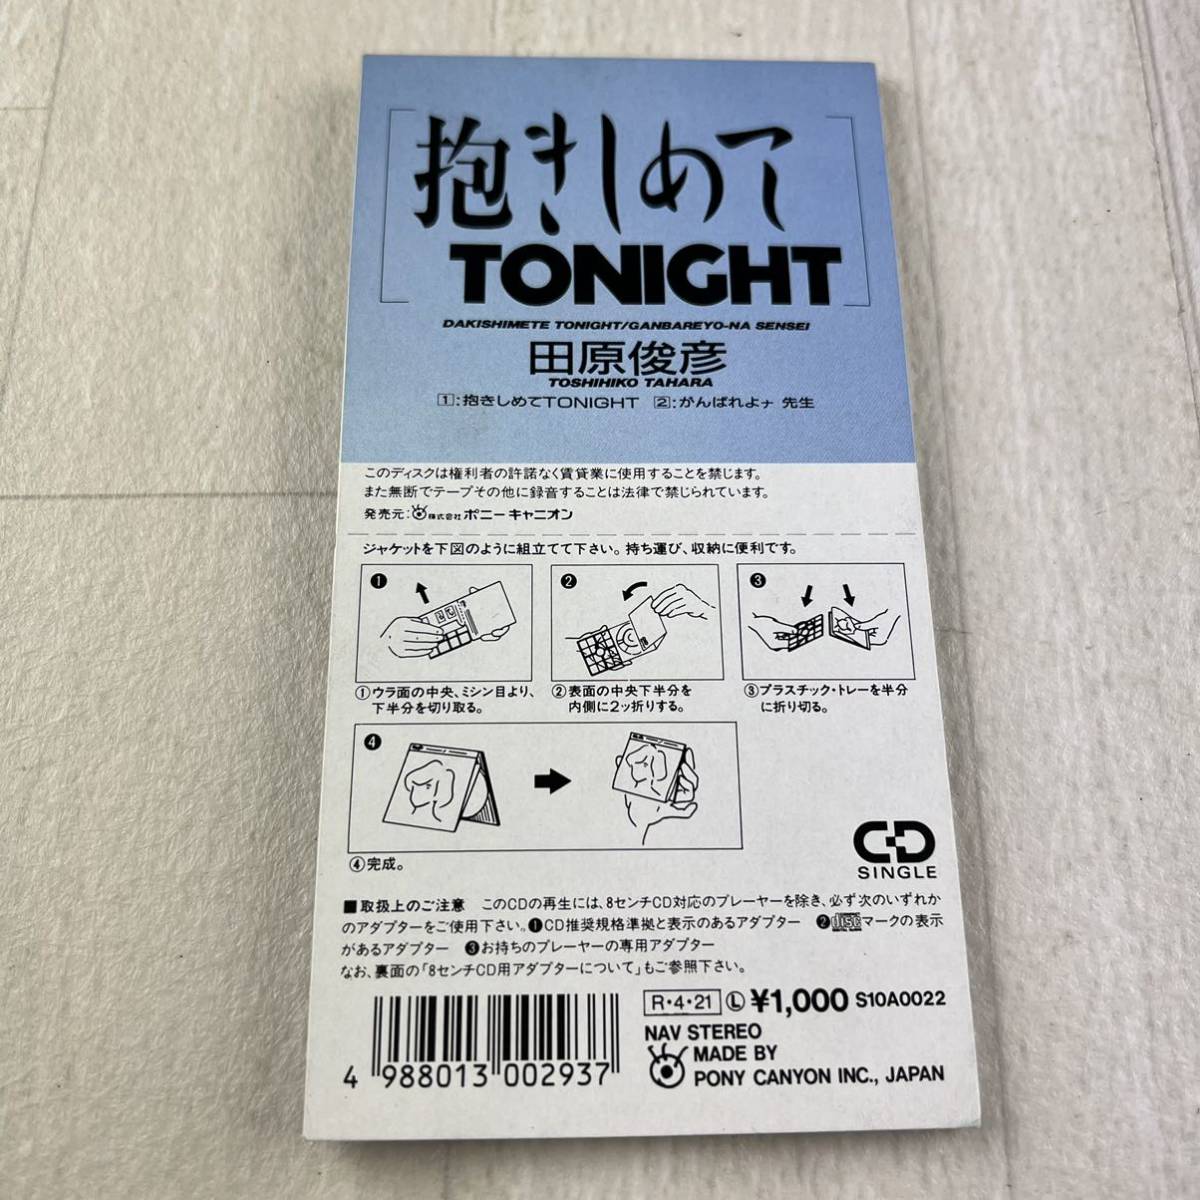 抱きしめて
TONIGHT
DAKISHIMETE TONIGHT/GANBAREYO-NA SENSEI
田原俊彦
TOSHIHIKO TAHARA
1:抱きしめてTONIGHT 2:がんばれよナ 先生
このディスクは権利者の許諾なく賃貸業に使用することを禁じます。
また無断でテープその他に録音することは法律で禁じられています。
発売元:株式会社ポニーキャニオン
ジャケットを下図のように組立てて下さい。持ち運び、収納に便利です。
❶
❷
❸
①ウラ面の中央、ミシン目より、
下半分を切り取る。
②表面の中央下半分を
内側に2ッ折りする。
③プラスチック・トレーを半分
に折り切る。
❹
④完成。
CD
SINGLE
■取扱上のご注意 このCDの再生には、8センチCD対応のプレーヤーを除き、必ず次のいずれか
のアダプターをご使用下さい。❶CD推奨規格準拠と表示のあるアダプター ❷discマークの表示
があるアダプター ❸お持ちのプレーヤーの専用アダプター
なお、裏面の「8センチCD用アダプターについて」もご参照下さい。
R・4・21 Ⓛ ¥1,000 S10A0022
NAV STEREO
MADE BY
PONY CANYON INC., JAPAN
4 988013 002937